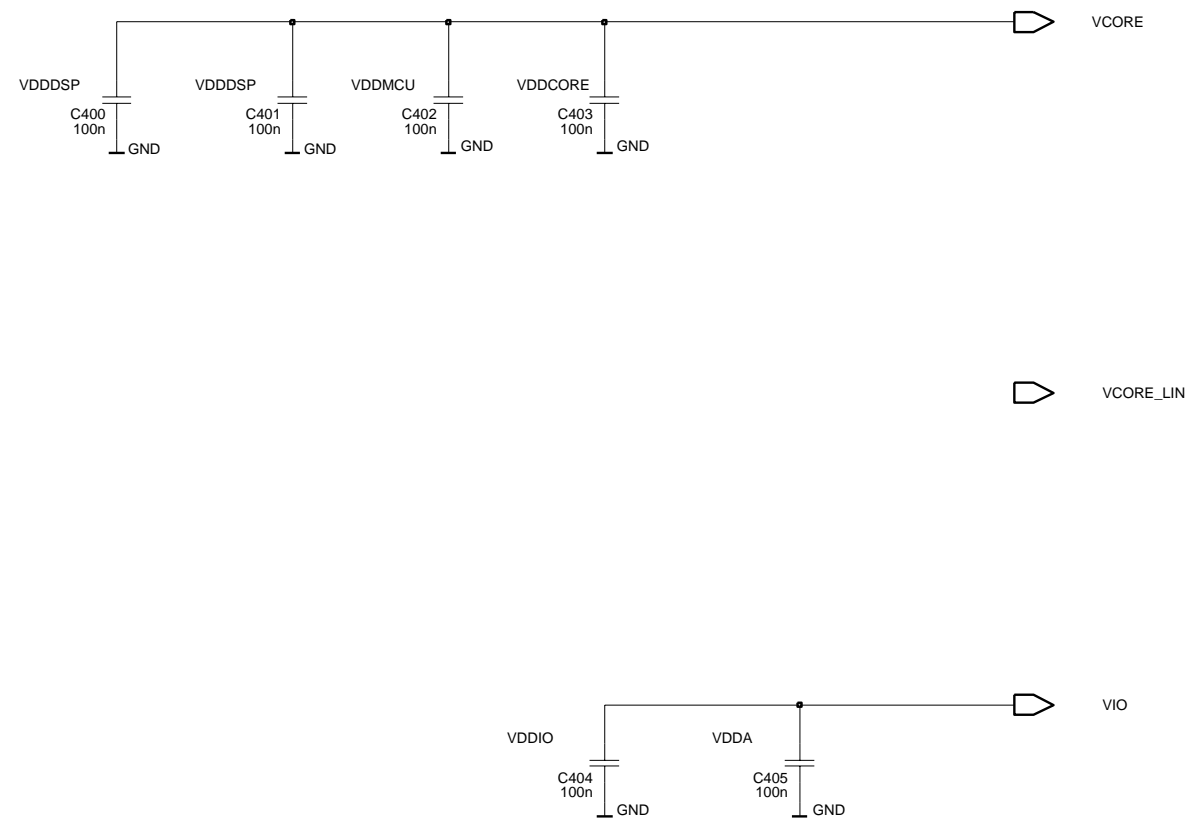 VCORE
VDDDSP
VDDDSP
VDDMCU
VDDCORE
C400
100n
C401
100n
C402
100n
C403
100n
GND
GND
GND
GND
VCORE_LIN
VIO
VDDIO
VDDA
C404
100n
C405
100n
GND
GND